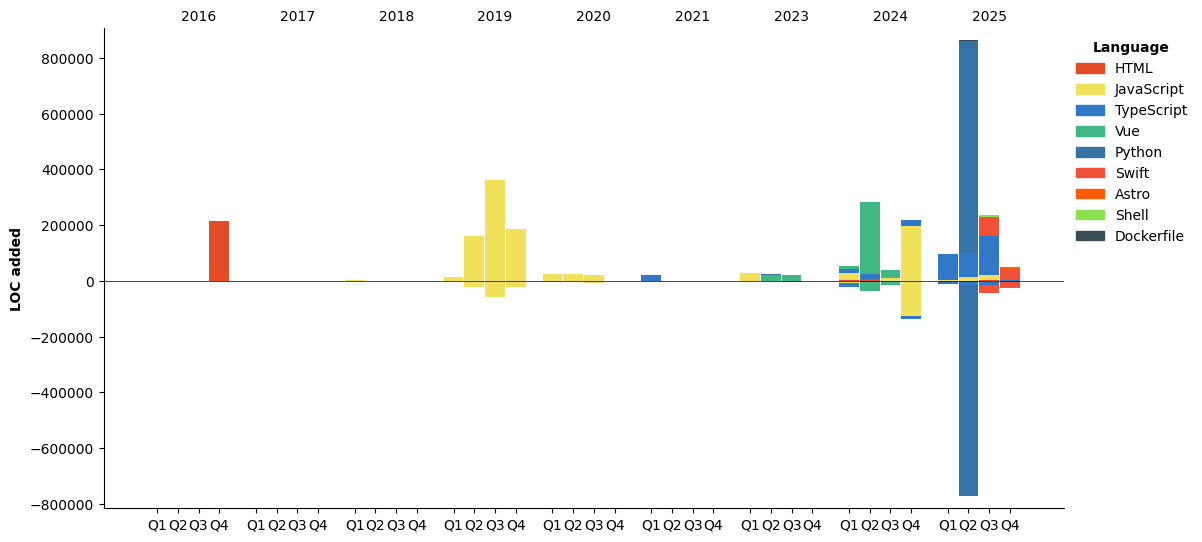 2016 2017 2018 2019 2020 2021 2023 2024 2025
Language
HTML
JavaScript
TypeScript
Vue
Python
Swift
Astro
Shell
Dockerfile
LOC added
800000
600000
400000
200000
0
−200000
−400000
−600000
−800000
Q1 Q2 Q3 Q4 Q1 Q2 Q3 Q4 Q1 Q2 Q3 Q4 Q1 Q2 Q3 Q4 Q1 Q2 Q3 Q4 Q1 Q2 Q3 Q4 Q1 Q2 Q3 Q4 Q1 Q2 Q3 Q4 Q1 Q2 Q3 Q4